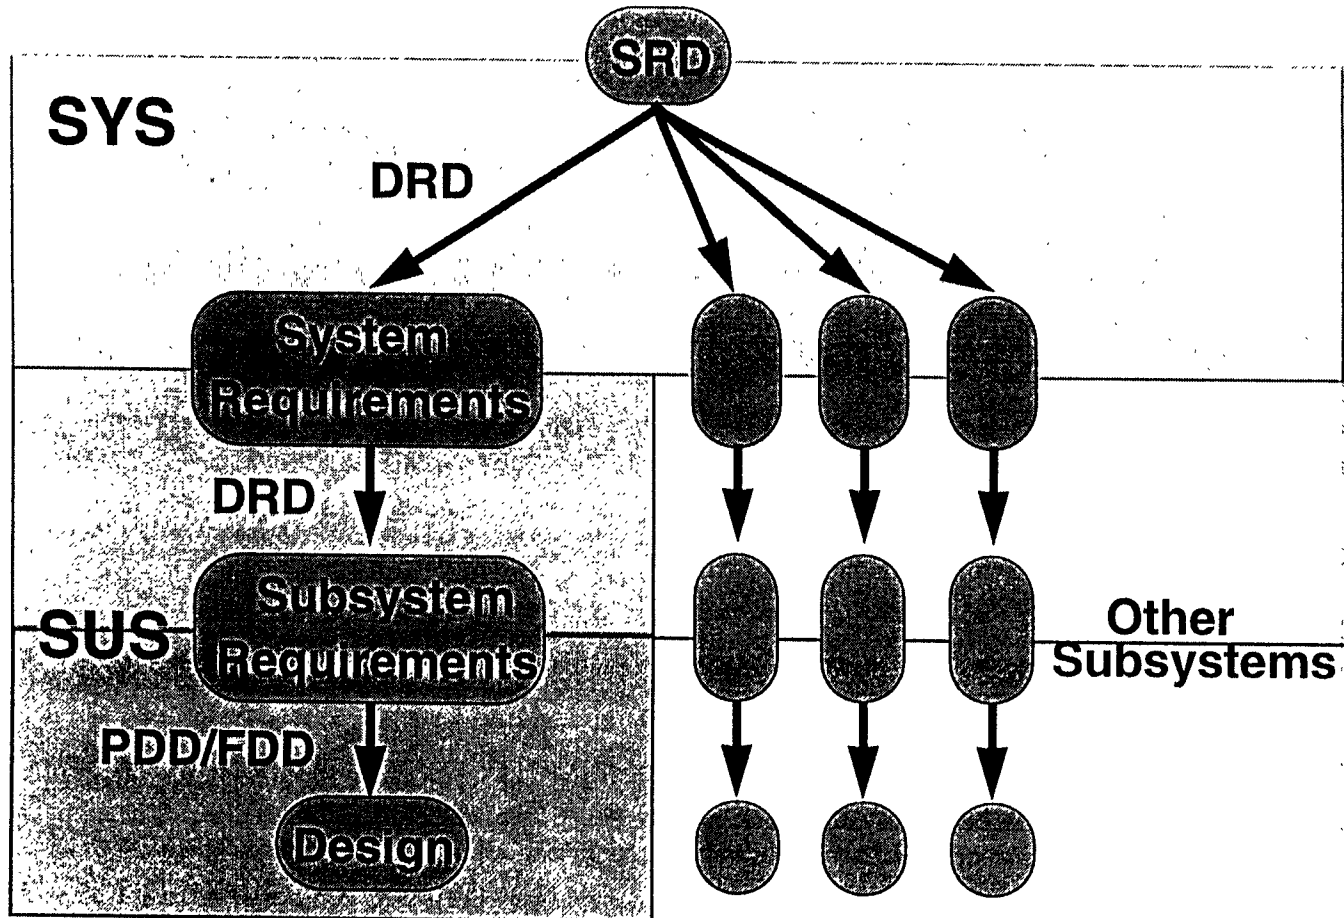 SRD
SYS
DRD
System
Requirements
DRD
Subsystem
Requirements
SUS
Other
Subsystems
PDD/FDD
Design